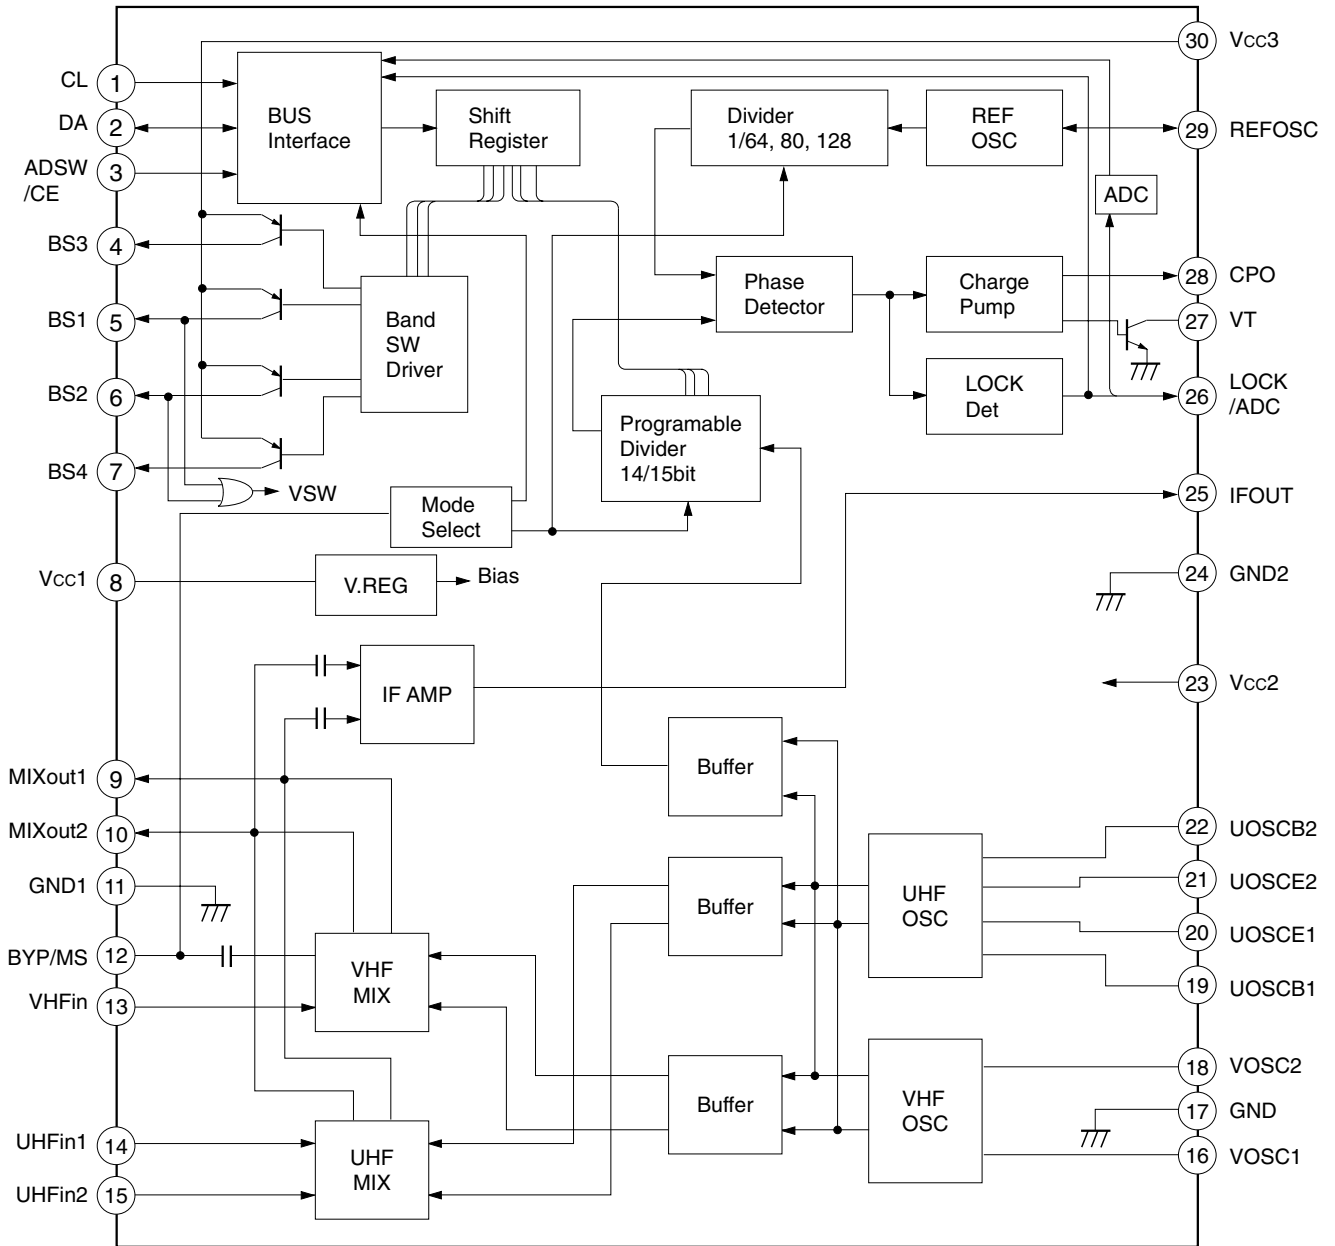 CL
1
DA
2
ADSW
/CE
3
BS3
4
BS1
5
BS2
6
BS4
7
Vcc1
8
MIXout1
9
MIXout2
10
GND1
11
BYP/MS
12
VHFin
13
UHFin1
14
UHFin2
15
BUS
Interface
Shift
Register
Divider
1/64, 80, 128
REF
OSC
ADC
Band
SW
Driver
Phase
Detector
Charge
Pump
LOCK
Det
Programable
Divider
14/15bit
VSW
Mode
Select
V.REG
Bias
IF AMP
Buffer
Buffer
UHF
OSC
VHF
MIX
Buffer
VHF
OSC
UHF
MIX
30
Vcc3
29
REFOSC
28
CPO
27
VT
26
LOCK
/ADC
25
IFOUT
24
GND2
23
Vcc2
22
UOSCB2
21
UOSCE2
20
UOSCE1
19
UOSCB1
18
VOSC2
17
GND
16
VOSC1